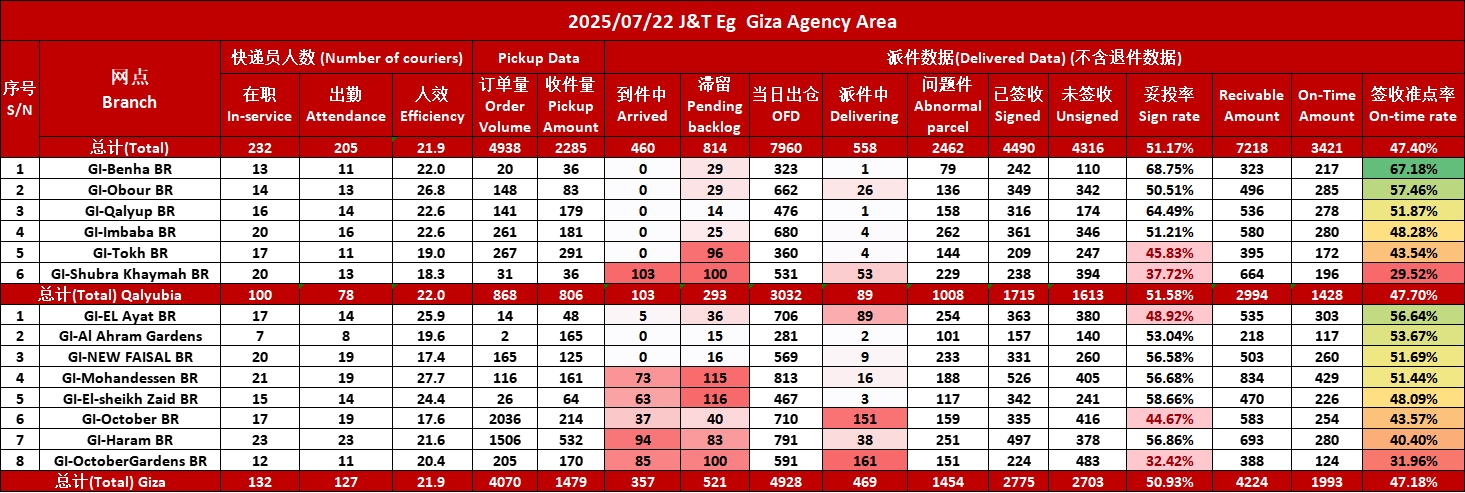 2025/07/22 J&T Eg  Giza Agency Area
序号 S/N 网点 Branch 快递员人数 (Number of couriers) Pickup Data 派件数据(Delivered Data) (不含退件数据)
在职 In-service 出勤 Attendance 人效 Efficiency 订单量 Order Volume 收件量 Pickup Amount 到件中 Arrived 滞留 Pending backlog 当日出仓 OFD 派件中 Delivering 问题件 Abnormal parcel 已签收 Signed 未签收 Unsigned 妥投率 Sign rate Recivable Amount On-Time Amount 签收准点率 On-time rate
总计(Total) 232 205 21.9 4938 2285 460 814 7960 558 2462 4490 4316 51.17% 7218 3421 47.40%
1 GI-Benha BR 13 11 22.0 20 36 0 29 323 1 79 242 110 68.75% 323 217 67.18%
2 GI-Obour BR 14 13 26.8 148 83 0 29 662 26 136 349 342 50.51% 496 285 57.46%
3 GI-Qalyup BR 16 14 22.6 141 179 0 14 476 1 158 316 174 64.49% 536 278 51.87%
4 GI-Imbaba BR 20 16 22.6 261 181 0 25 680 4 262 361 346 51.21% 580 280 48.28%
5 GI-Tokh BR 17 11 19.0 267 291 0 96 360 4 144 209 247 45.83% 395 172 43.54%
6 GI-Shubra Khaymah BR 20 13 18.3 31 36 103 100 531 53 229 238 394 37.72% 664 196 29.52%
总计(Total) Qalyubia 100 78 22.0 868 806 103 293 3032 89 1008 1715 1613 51.58% 2994 1428 47.70%
1 GI-EL Ayat BR 17 14 25.9 14 48 5 36 706 89 254 363 380 48.92% 535 303 56.64%
2 GI-Al Ahram Gardens 7 8 19.6 2 165 0 15 281 2 101 157 140 53.04% 218 117 53.67%
3 GI-NEW FAISAL BR 20 19 17.4 165 125 0 16 569 9 233 331 260 56.58% 503 260 51.69%
4 GI-Mohandessen BR 21 19 27.7 116 161 73 115 813 16 188 526 405 56.68% 834 429 51.44%
5 GI-El-sheikh Zaid BR 15 14 24.4 26 64 63 116 467 3 117 342 241 58.66% 470 226 48.09%
6 GI-October BR 17 19 17.6 2036 214 37 40 710 151 159 335 416 44.67% 583 254 43.57%
7 GI-Haram BR 23 23 21.6 1506 532 94 83 791 38 251 497 378 56.86% 693 280 40.40%
8 GI-OctoberGardens BR 12 11 20.4 205 170 85 100 591 161 151 224 483 32.42% 388 124 31.96%
总计(Total) Giza 132 127 21.9 4070 1479 357 521 4928 469 1454 2775 2703 50.93% 4224 1993 47.18%